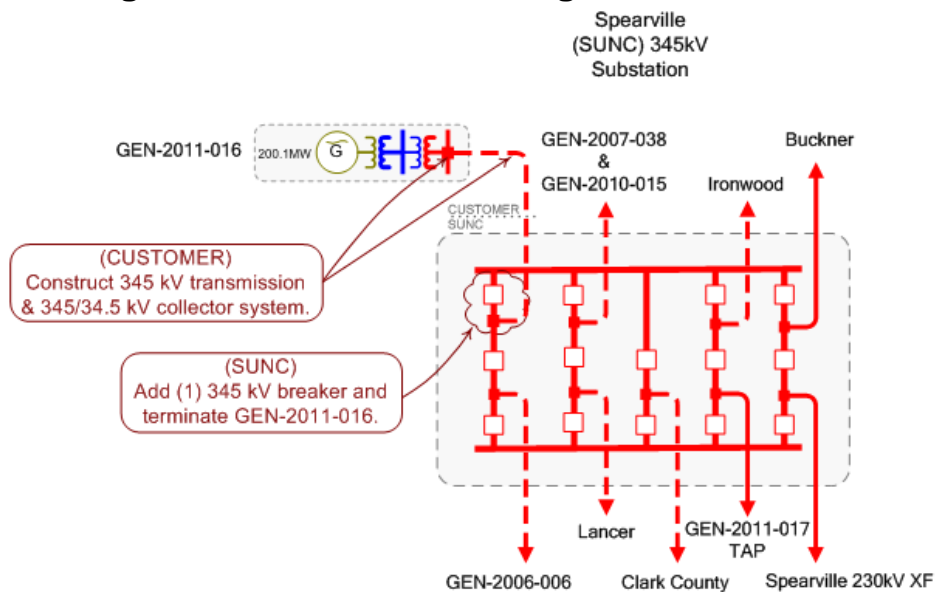 Spearville
(SUNC) 345kV
Substation
GEN-2011-016
200.1MW
G
GEN-2007-038
&
GEN-2010-015
Ironwood
Buckner
CUSTOMER
SUNC
(CUSTOMER)
Construct 345 kV transmission
& 345/34.5 kV collector system.
(SUNC)
Add (1) 345 kV breaker and
terminate GEN-2011-016.
Lancer
GEN-2011-017
TAP
GEN-2006-006
Clark County
Spearville 230kV XF